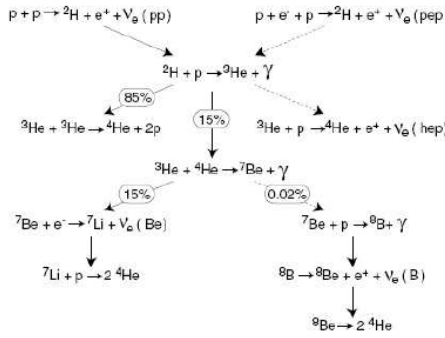 p + p → ²H + e⁺ + νₑ (pp)
p + e⁻ + p → ²H + e⁺ + νₑ (pep
²H + p → ³He + γ
85%
15%
³He + ³He → ⁴He + 2p
³He + p → ⁴He + e⁺ + νₑ (hep)
³He + ⁴He → ⁷Be + γ
15%
0.02%
⁷Be + e⁻ → ⁷Li + νₑ (Be)
⁷Be + p → ⁸B + γ
⁷Li + p → 2 ⁴He
⁸B → ⁸Be + e⁺ + νₑ (B)
⁹Be → 2 ⁴He